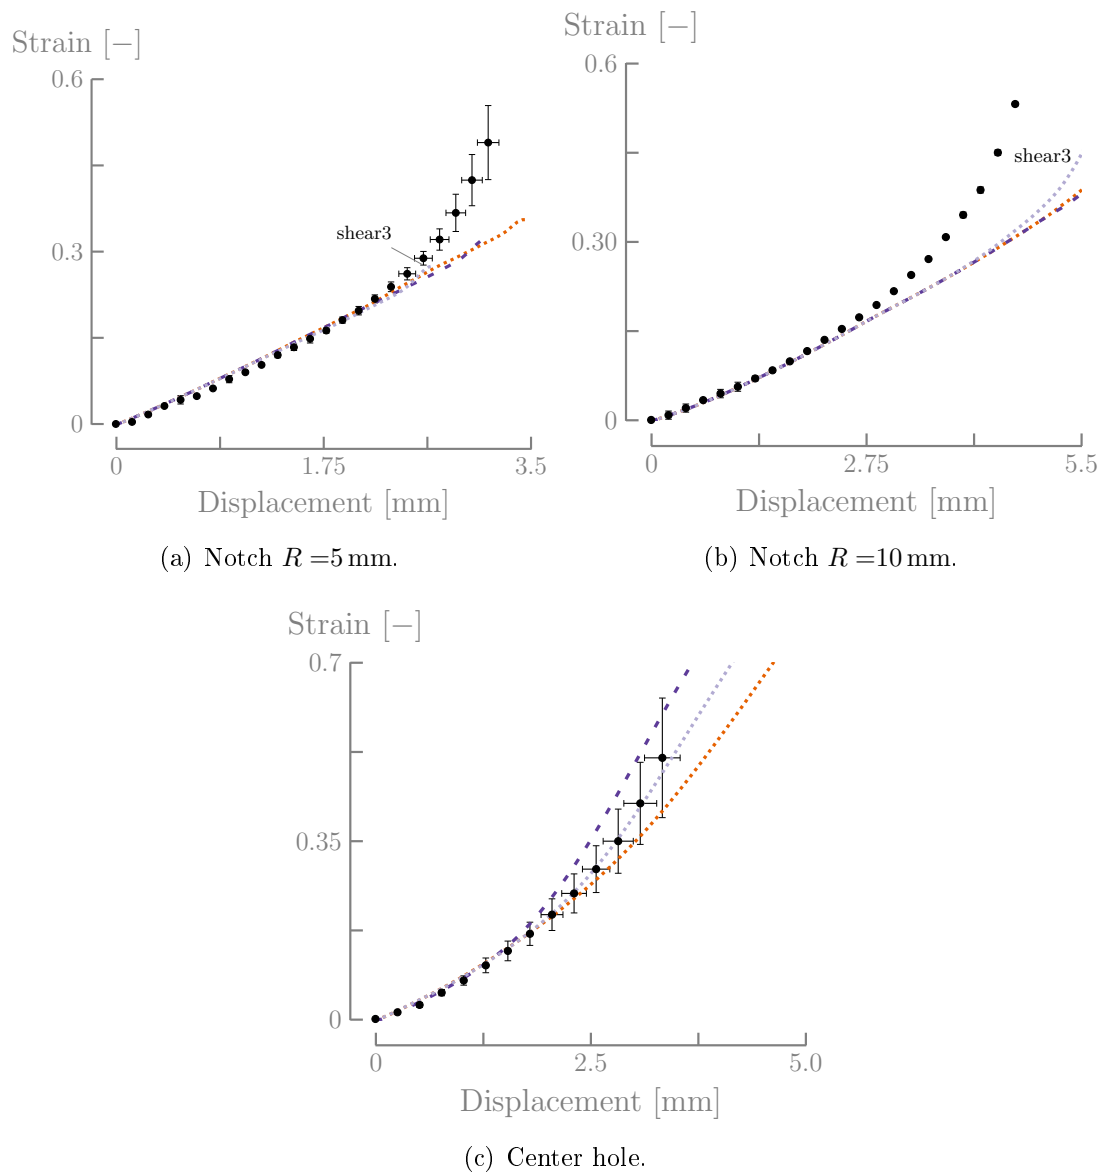 Strain [−]
0.6
0.3
0
shear3
0 1.75 3.5
Displacement [mm]
(a) Notch R =5 mm.
Strain [−]
0.6
0.30
0
shear3
0 2.75 5.5
Displacement [mm]
(b) Notch R =10 mm.
Strain [−]
0.7
0.35
0
0 2.5 5.0
Displacement [mm]
(c) Center hole.